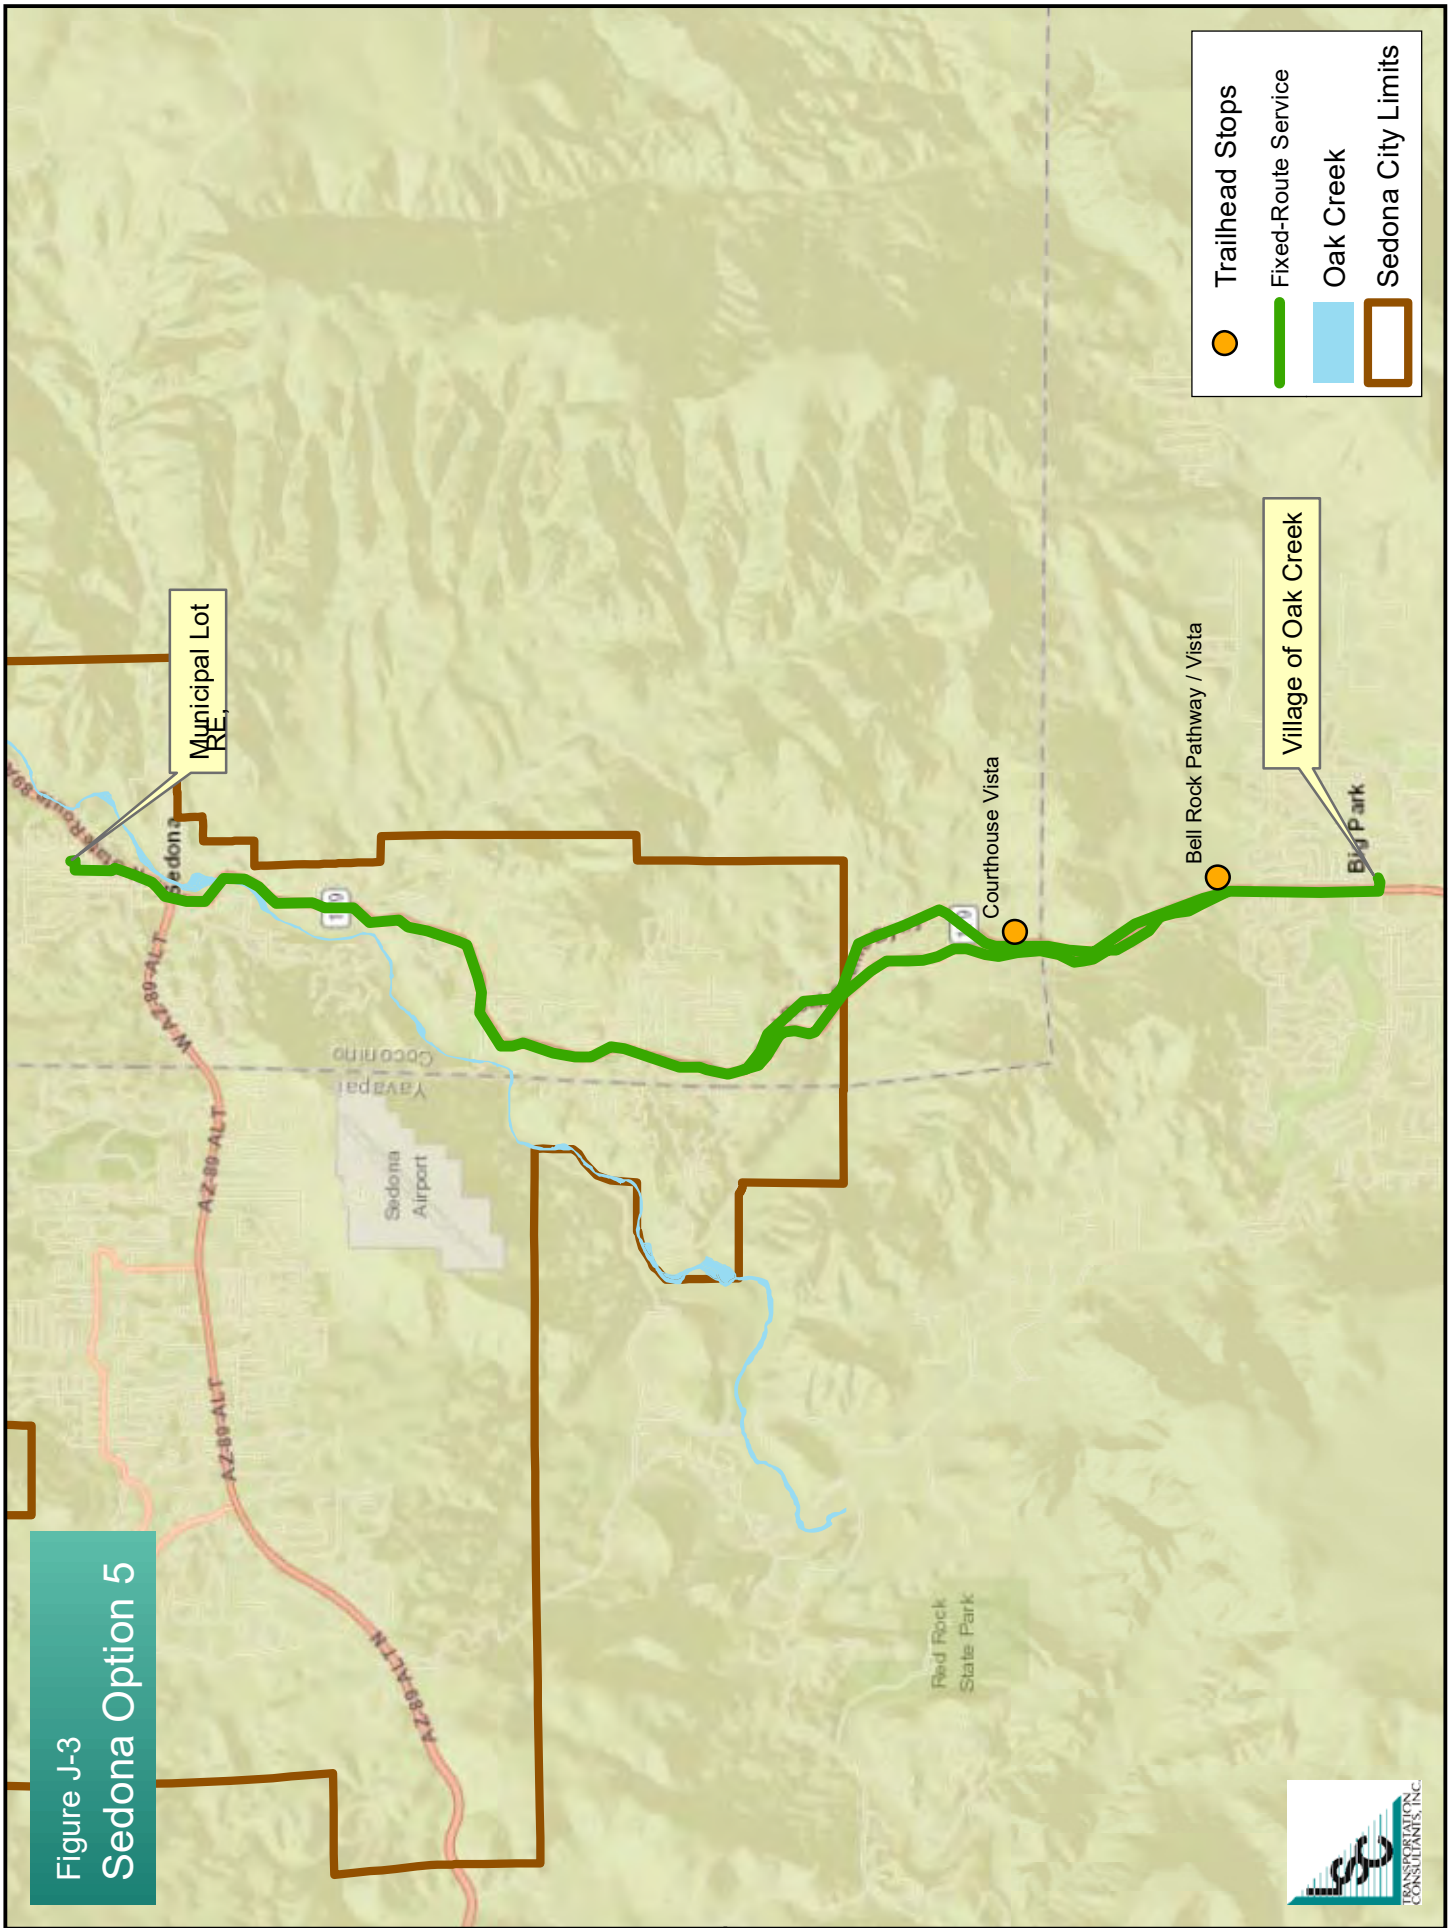 Figure J-3
Sedona Option 5
Trailhead Stops
Fixed-Route Service
Oak Creek
Sedona City Limits
Municipal Lot
RE,
Village of Oak Creek
Courthouse Vista
Bell Rock Pathway / Vista
Big Park
Sedona
W AZ-89 ALT
AZ-89 ALT
AZ-89 ALT
AZ-89 ALT N
Coconino
Yavapai
Sedona
Airport
Red Rock
State Park
179
LSC
TRANSPORTATION
CONSULTANTS, INC.